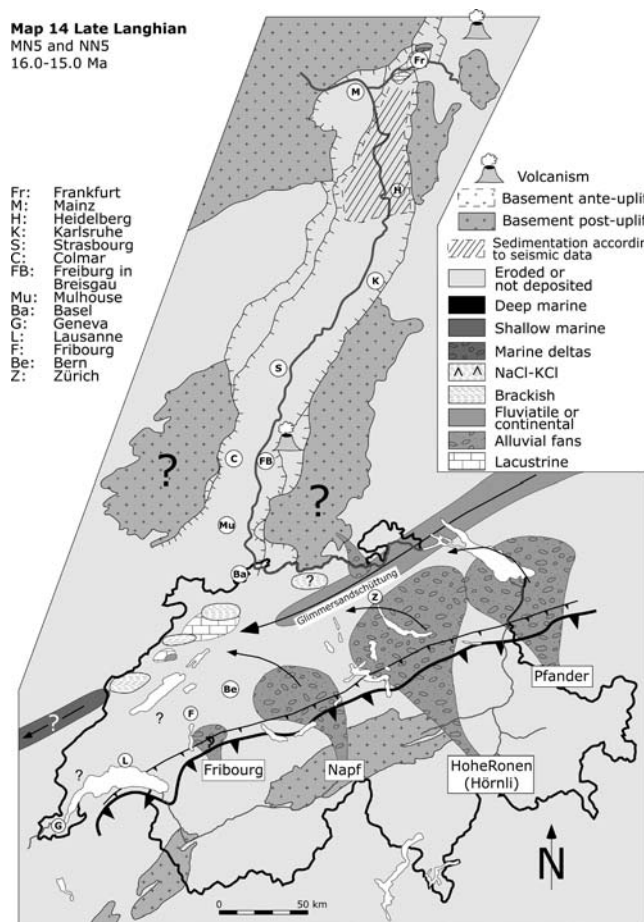 Map 14 Late Langhian
MN5 and NN5
16.0-15.0 Ma
Fr: Frankfurt
M: Mainz
H: Heidelberg
K: Karlsruhe
S: Strasbourg
C: Colmar
FB: Freiburg in
Breisgau
Mu: Mulhouse
Ba: Basel
G: Geneva
L: Lausanne
F: Fribourg
Be: Bern
Z: Zürich
Volcanism
Basement ante-uplif
Basement post-uplif
Sedimentation accordin
to seismic data
Eroded or
not deposited
Deep marine
Shallow marine
Marine deltas
NaCl-KCl
Brackish
Fluviatile or
continental
Alluvial fans
Lacustrine
Fr
M
H
K
S
C
FB
?
?
Mu
Ba
?
Glimmersandschüttung
Z
Be
?
F
?
L
?
G
Pfander
Fribourg
Napf
HoheRonen
(Hörnli)
N
0
50 km